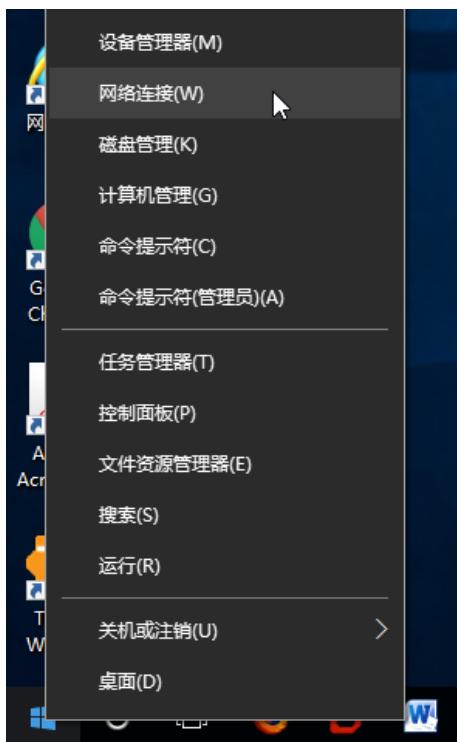 设备管理器(M)
网络连接(W)
网
磁盘管理(K)
计算机管理(G)
命令提示符(C)
G
命令提示符(管理员)(A)
任务管理器(T)
控制面板(P)
A
文件资源管理器(E)
Acr
搜索(S)
运行(R)
T
关机或注销(U)
W
桌面(D)
W